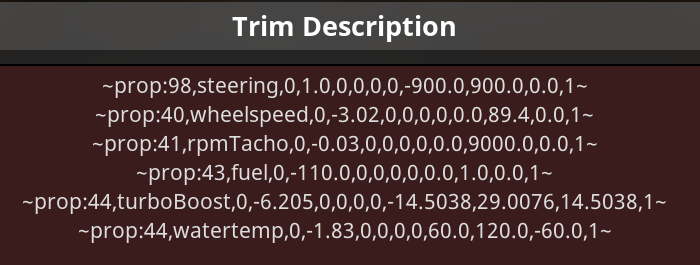 Trim Description
~prop:98,steering,0,1.0,0,0,0,0,-900.0,900.0,0.0,1~
~prop:40,wheelspeed,0,-3.02,0,0,0,0,0.0,89.4,0.0,1~
~prop:41,rpmTacho,0,-0.03,0,0,0,0,0.0,9000.0,0.0,1~
~prop:43,fuel,0,-110.0,0,0,0,0,0.0,1.0,0.0,1~
~prop:44,turboBoost,0,-6.205,0,0,0,0,-14.5038,29.0076,14.5038,1~
~prop:44,watertemp,0,-1.83,0,0,0,0,60.0,120.0,-60.0,1~